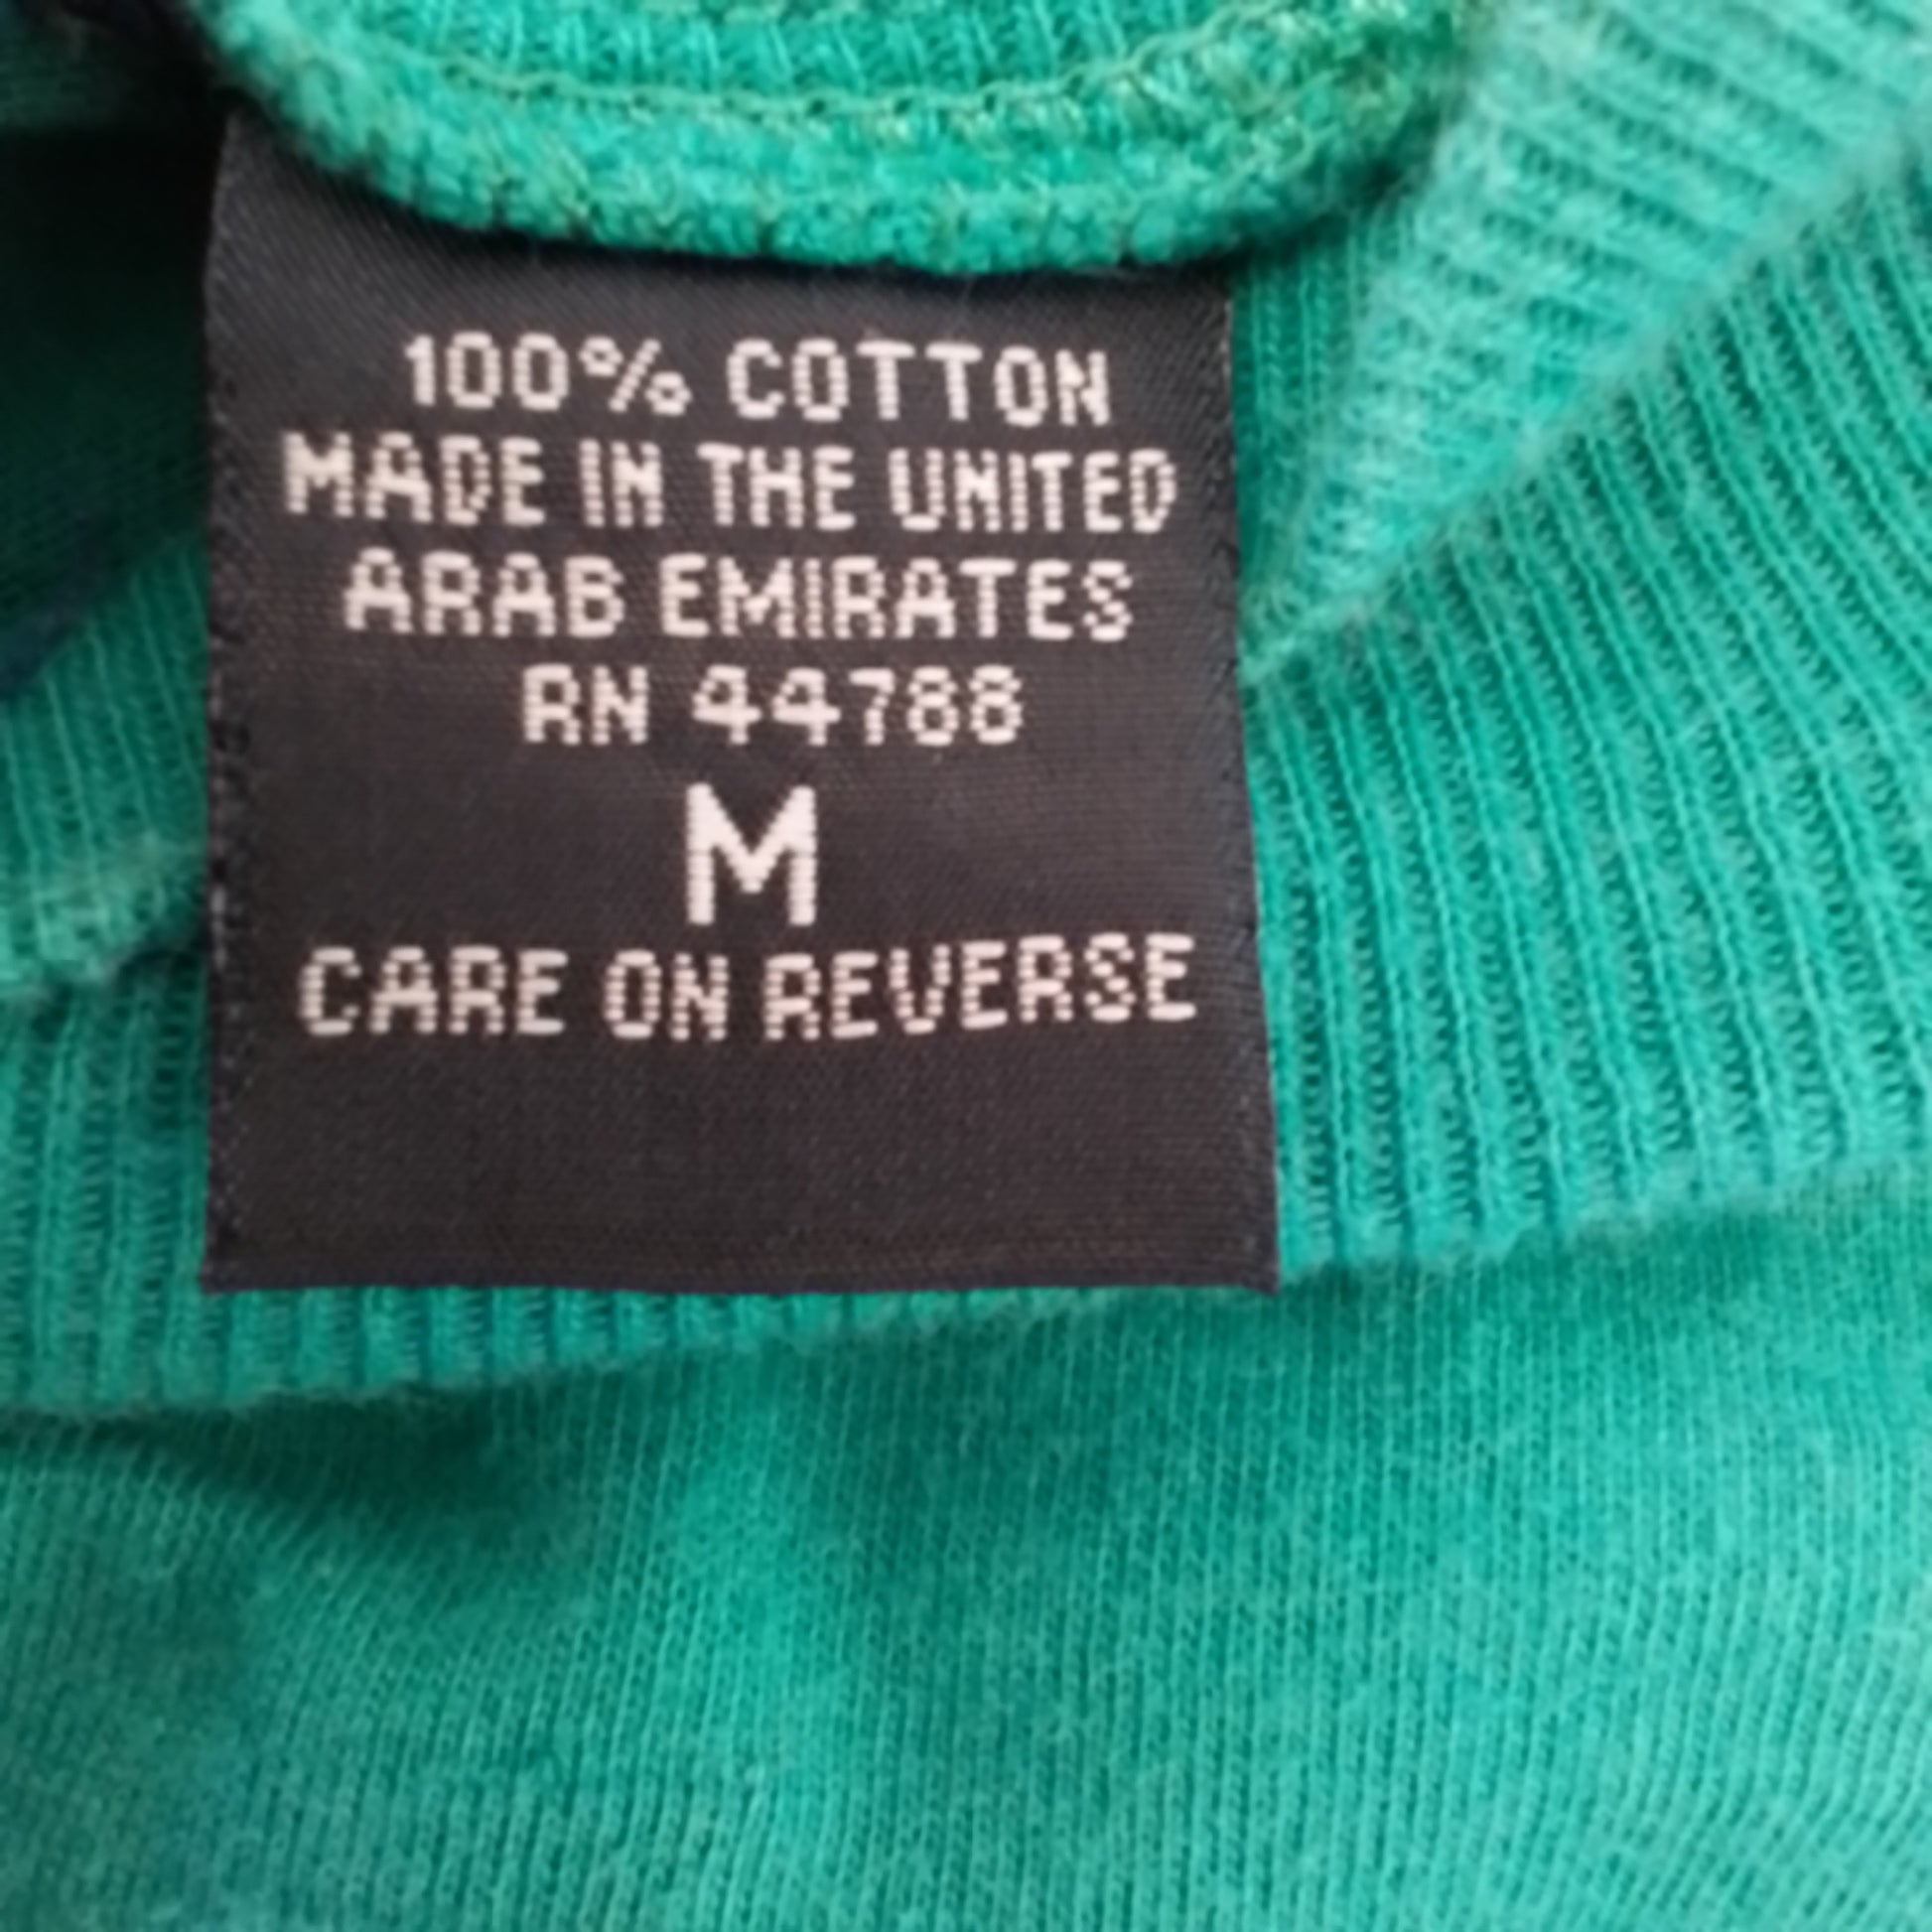 100% COTTON
MADE IN THE UNITED
ARAB EMIRATES
RN 44788
M
CARE ON REVERSE